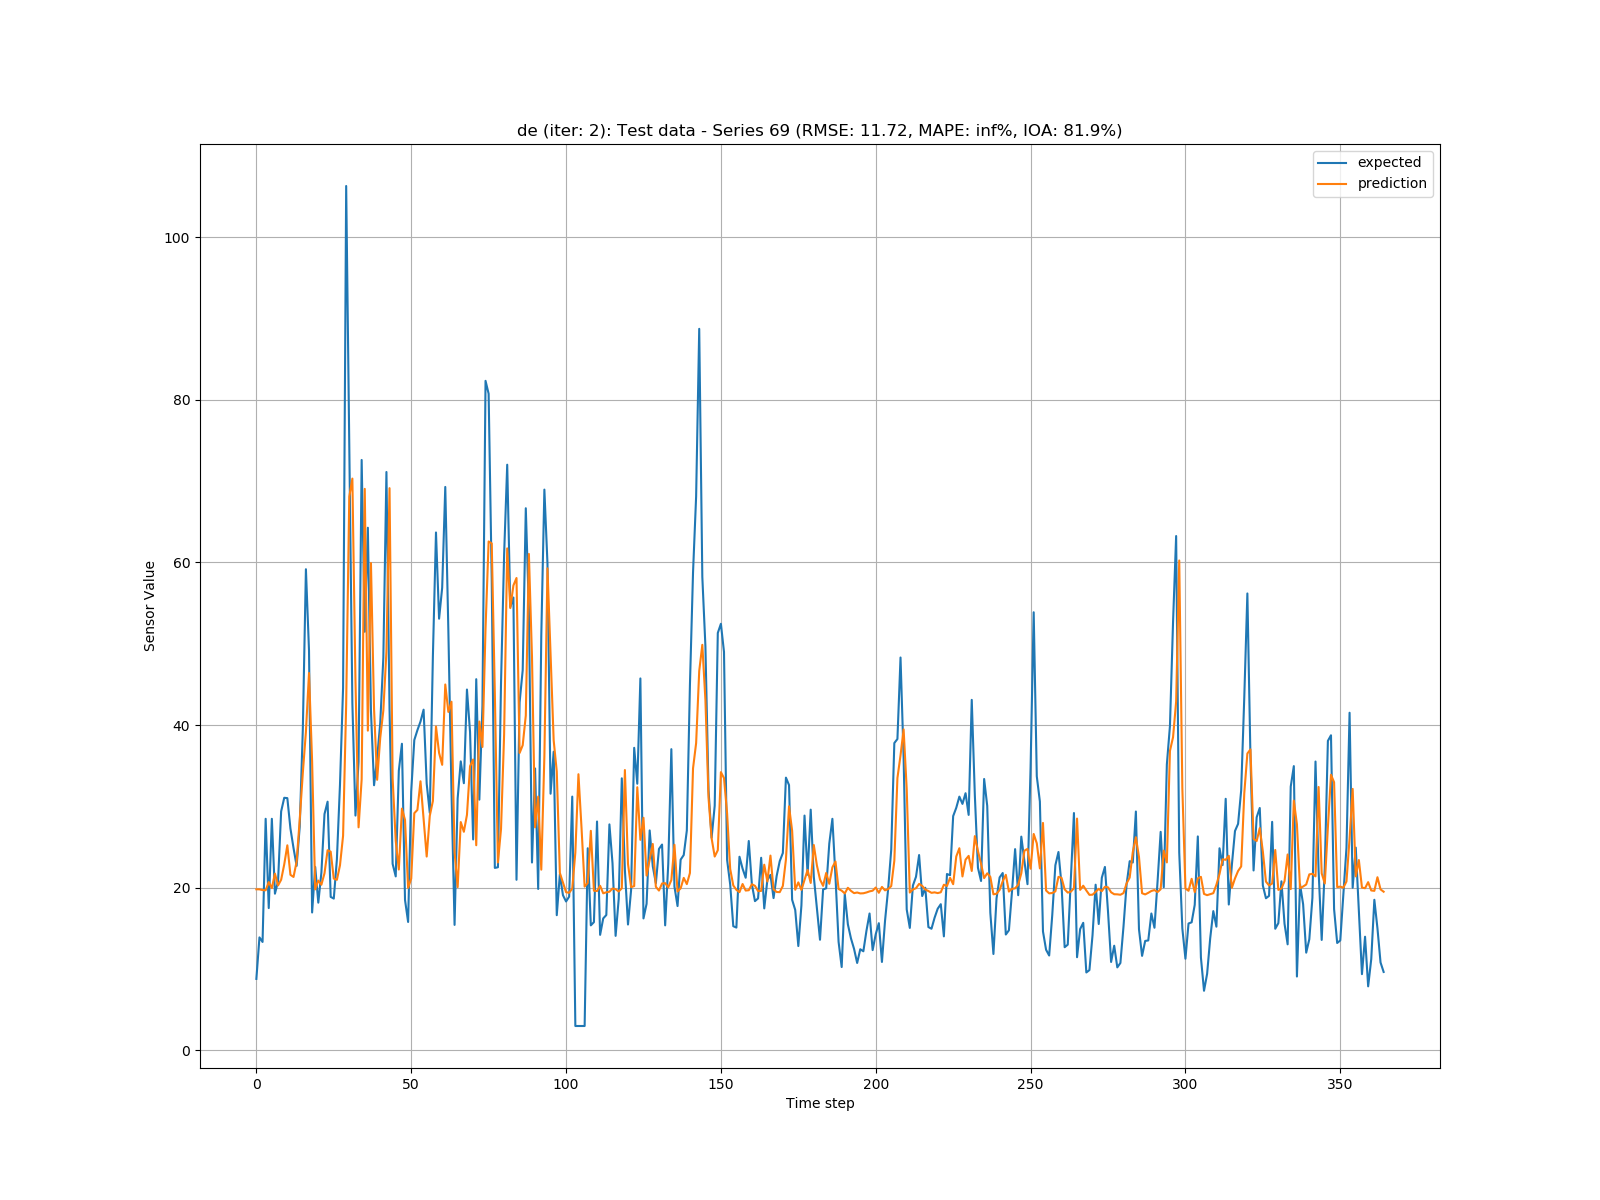 de (iter: 2): Test data - Series 69 (RMSE: 11.72, MAPE: inf%, IOA: 81.9%)
expected
prediction
100
80
60
40
20
0
Sensor Value
0 50 100 150 200 250 300 350
Time step